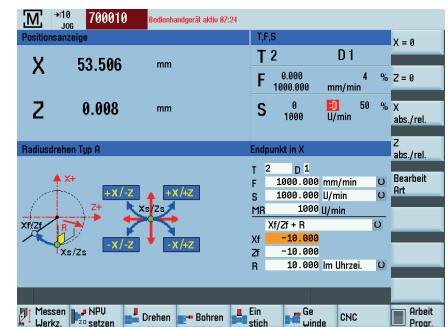 M →10 JOG 700010 Bedienhandgerät aktiv 07:24
Positionsanzeige
X 53.506 mm
Z 0.008 mm
T,F,S
T 2 D 1
F 0.000 4 %
1000.000 mm/min
S 0 50 %
1000 U/min
X = 0
Z = 0
X abs./rel.
Z abs./rel.
Bearbeit Art
Radiusdrehen Typ A
X+
Z+
R
Xf/Zf
Xs/Zs
+X/-Z
+X/+Z
Xs/Zs
-X/-Z
-X/+Z
Endpunkt in X
T 2 D 1
F 1000.000 mm/min
S 1000.000 U/min
MR 1000 U/min
Xf/Zf + R
Xf -10.000
Zf -10.000
R 10.000 Im Uhrzei.
Messen Werkz.
NPV setzen
Drehen
Bohren
Ein stich
Ge winde
CNC
Arbeit Progr.